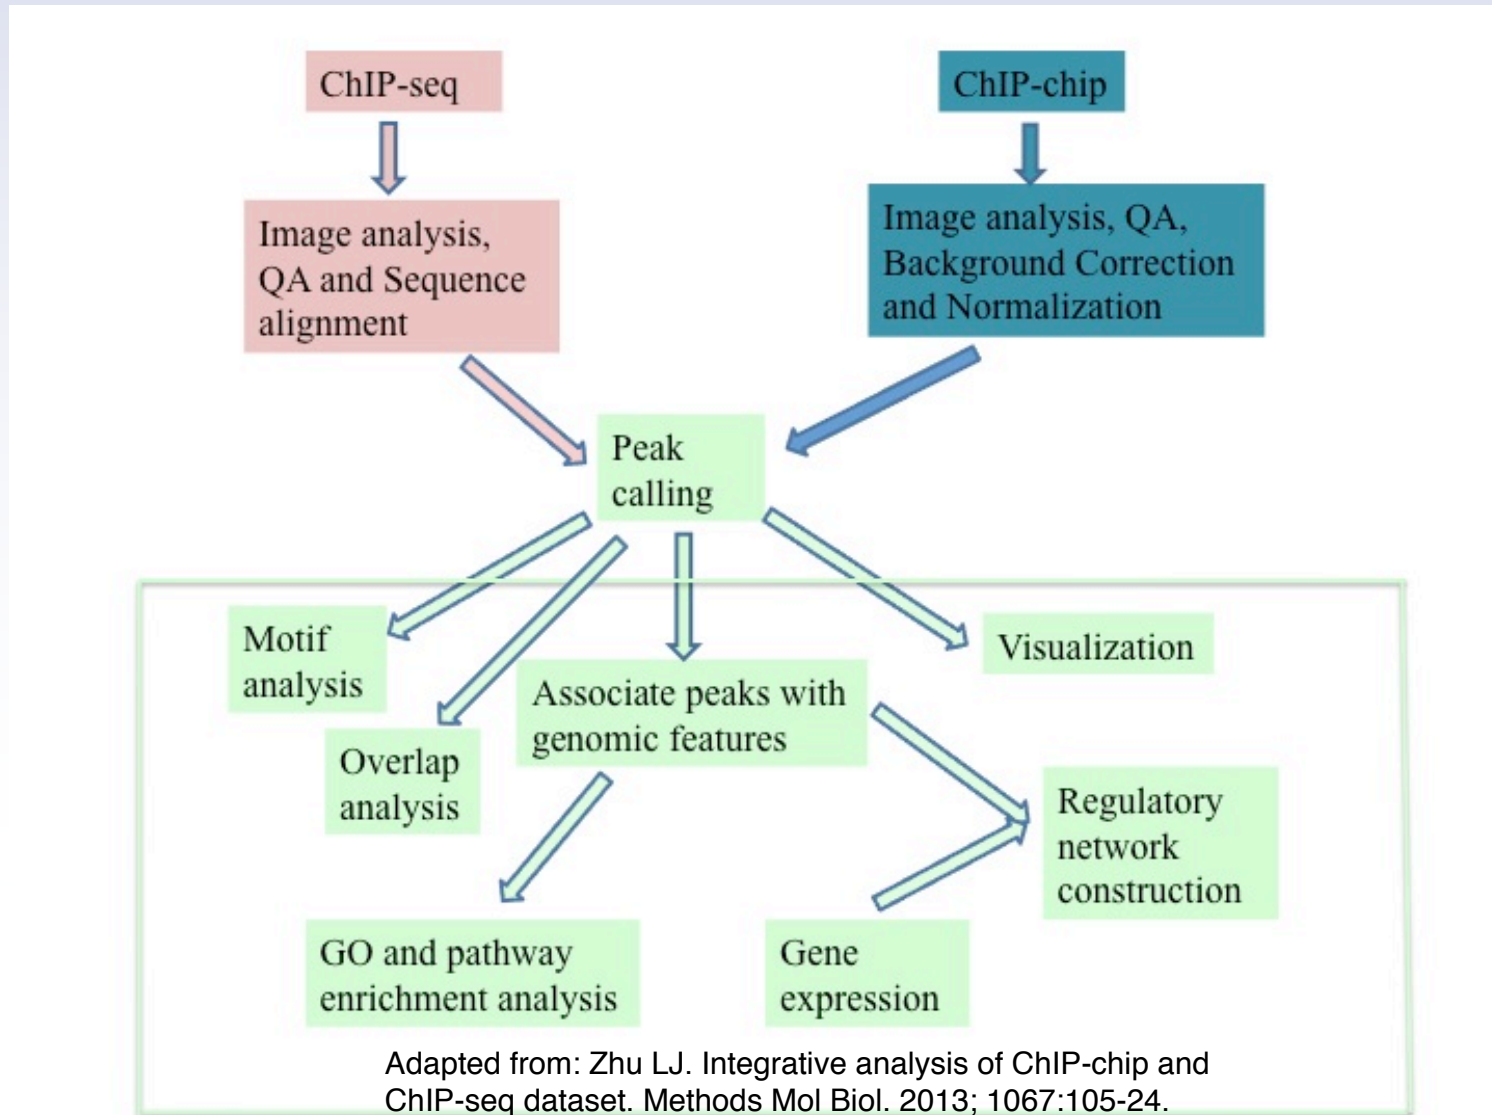 ChIP-seq
ChIP-chip
Image analysis,
QA and Sequence
alignment
Image analysis, QA,
Background Correction
and Normalization
Peak
calling
Motif
analysis
Visualization
Associate peaks with
genomic features
Overlap
analysis
Regulatory
network
construction
GO and pathway
enrichment analysis
Gene
expression
Adapted from: Zhu LJ. Integrative analysis of ChIP-chip and
ChIP-seq dataset. Methods Mol Biol. 2013; 1067:105-24.